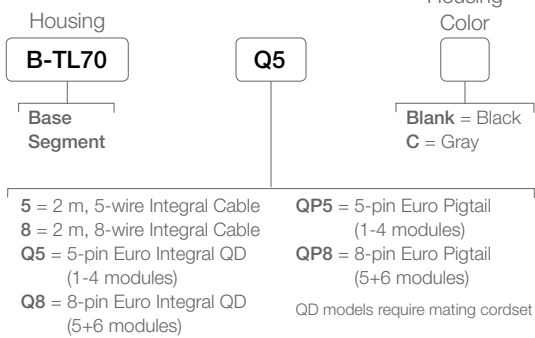 Housing
Housing
Color
B-TL70
Q5
Base
Segment
Blank = Black
C = Gray
5 = 2 m, 5-wire Integral Cable
8 = 2 m, 8-wire Integral Cable
Q5 = 5-pin Euro Integral QD
(1-4 modules)
Q8 = 8-pin Euro Integral QD
(5+6 modules)
QP5 = 5-pin Euro Pigtail
(1-4 modules)
QP8 = 8-pin Euro Pigtail
(5+6 modules)
QD models require mating cordset